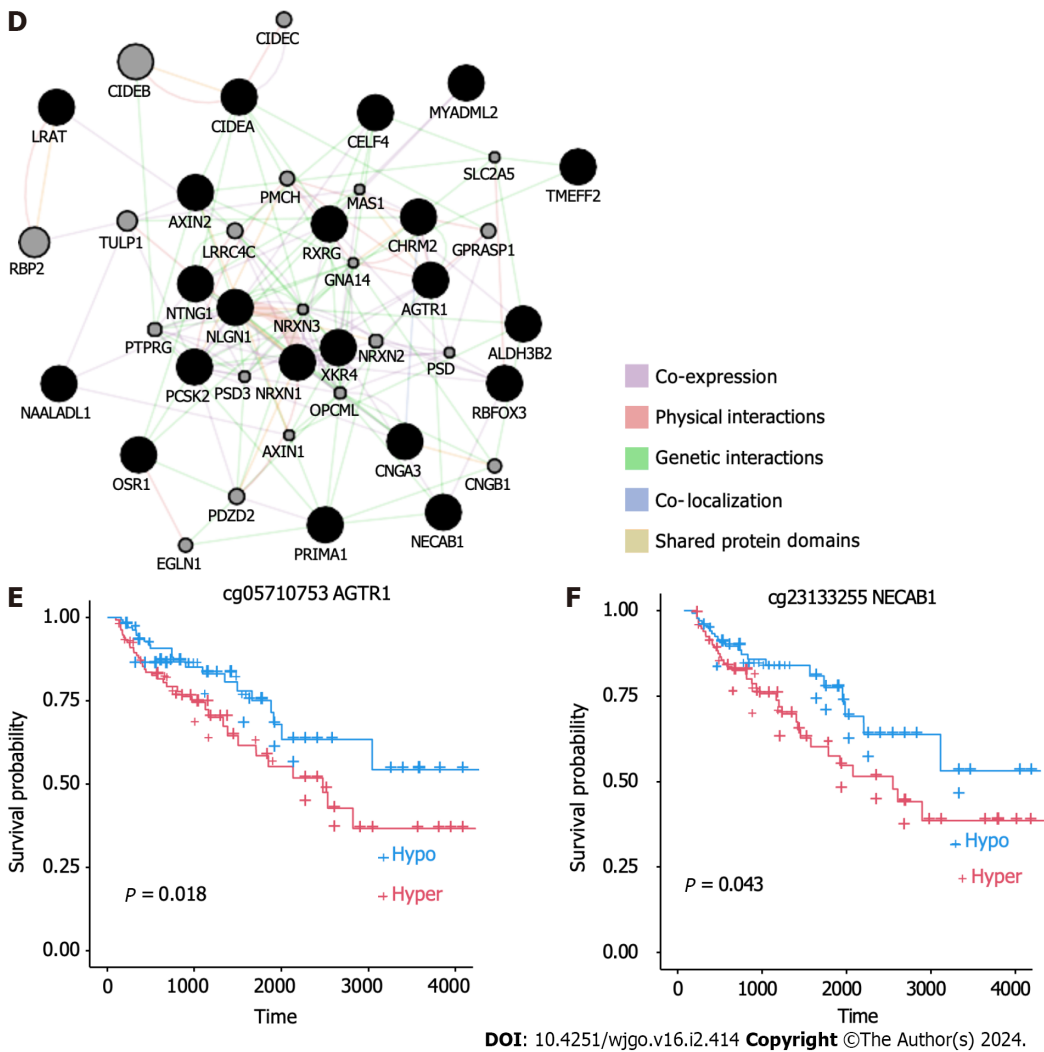 D
CIDEC
CIDEB
CIDEA
MYADML2
LRAT
CELF4
SLC2A5
TMEFF2
PMCH
MAS1
AXIN2
TULP1
LRRC4C
RXRG
CHRM2
GPRASP1
RBP2
GNA14
NTNG1
AGTR1
NLGN1
NRXN3
PTPRG
NRXN2
ALDH3B2
XKR4
PSD
NAALADL1
PCSK2
PSD3
NRXN1
RBFOX3
OPCML
AXIN1
CNGA3
OSR1
CNGB1
PDZD2
NECAB1
PRIMA1
EGLN1
Co-expression
Physical interactions
Genetic interactions
Co-localization
Shared protein domains
E
cg05710753 AGTR1
Survival probability
1.00
0.75
0.50
0.25
0.00
Hypo
Hyper
P = 0.018
0 1000 2000 3000 4000
Time
F
cg23133255 NECAB1
Survival probability
1.00
0.75
0.50
0.25
0.00
Hypo
Hyper
P = 0.043
0 1000 2000 3000 4000
Time
DOI: 10.4251/wjgo.v16.i2.414 Copyright ©The Author(s) 2024.